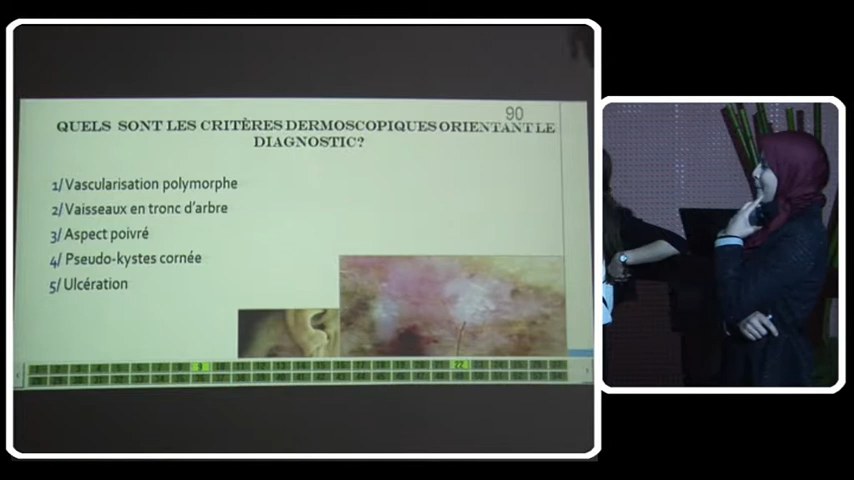 90
QUELS SONT LES CRITÈRES DERMOSCOPIQUES ORIENTANT LE
DIAGNOSTIC?
1/ Vascularisation polymorphe
2/ Vaisseaux en tronc d'arbre
3/ Aspect poivré
4/ Pseudo-kystes cornée
5/ Ulcération